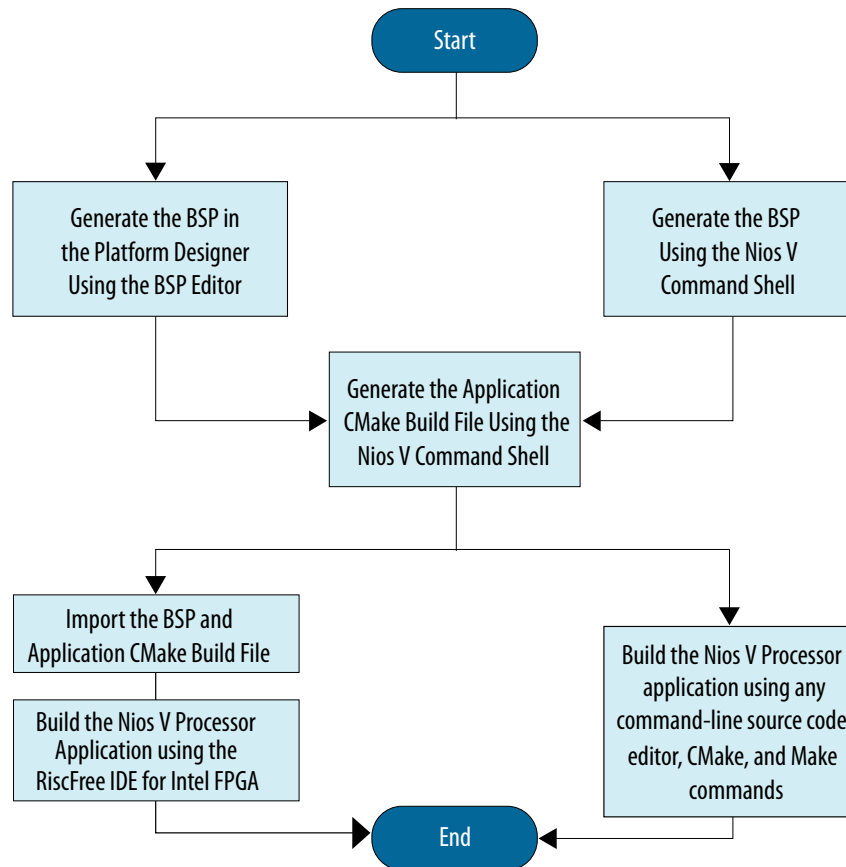 Start
Generate the BSP in
the Platform Designer
Using the BSP Editor
Generate the BSP
Using the Nios V
Command Shell
Generate the Application
CMake Build File Using the
Nios V Command Shell
Import the BSP and
Application CMake Build File
Build the Nios V Processor
Application using the
RiscFree IDE for Intel FPGA
Build the Nios V Processor
application using any
command-line source code
editor, CMake, and Make
commands
End